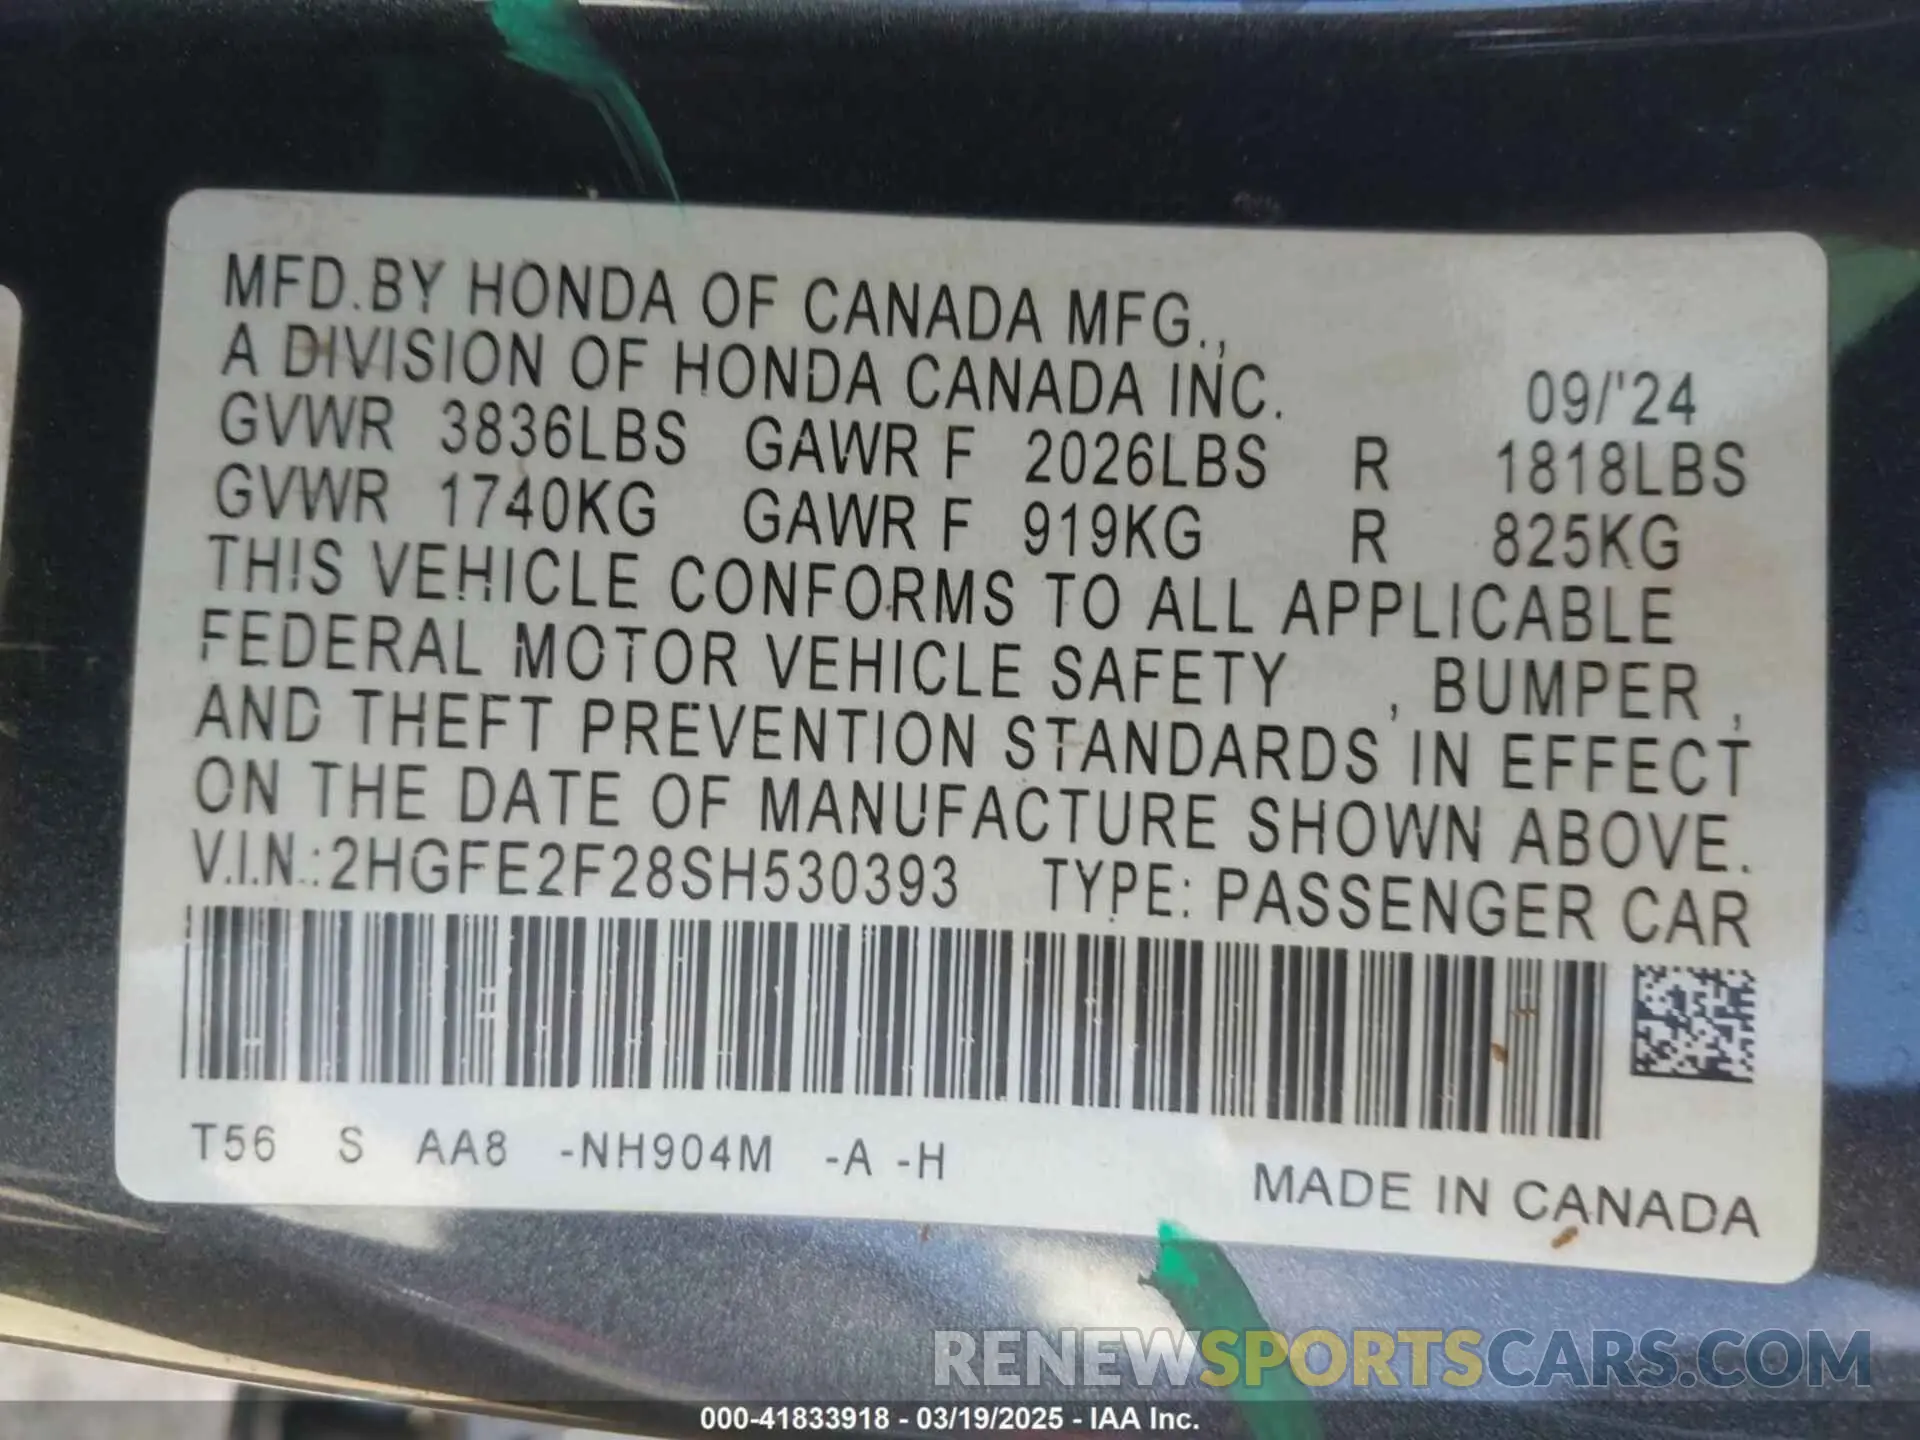 MFD.BY HONDA OF CANADA MFG.,
A DIVISION OF HONDA CANADA INC. 09/'24
GVWR 3836LBS GAWR F 2026LBS R 1818LBS
GVWR 1740KG GAWR F 919KG R 825KG
THIS VEHICLE CONFORMS TO ALL APPLICABLE
FEDERAL MOTOR VEHICLE SAFETY , BUMPER ,
AND THEFT PREVENTION STANDARDS IN EFFECT
ON THE DATE OF MANUFACTURE SHOWN ABOVE.
V.I.N.:2HGFE2F28SH530393 TYPE: PASSENGER CAR
T56 S AA8 -NH904M -A -H
MADE IN CANADA
RENEWSPORTSCARS.COM
000-41833918 - 03/19/2025 - IAA Inc.